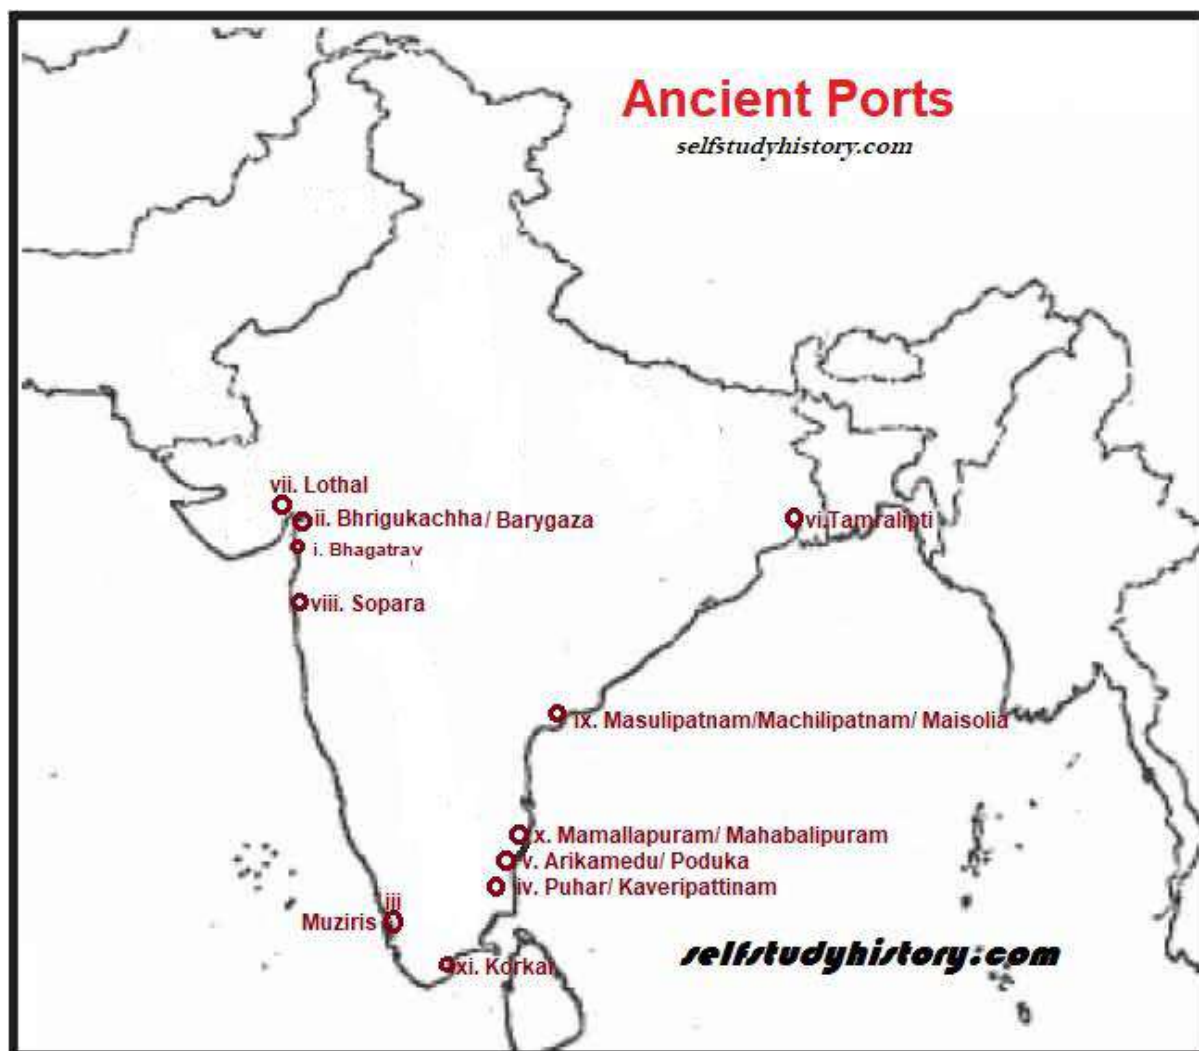 Ancient Ports
selfstudyhistory.com
vii. Lothal
ii. Bhrigukachha/ Barygaza
i. Bhagatrav
vi.Tamralipti
viii. Sopara
ix. Masulipatnam/Machilipatnam/ Maisolia
x. Mamallapuram/ Mahabalipuram
v. Arikamedu/ Poduka
iv. Puhar/ Kaveripattinam
iii
Muziris
selfstudyhistory.com
xi. Korkai